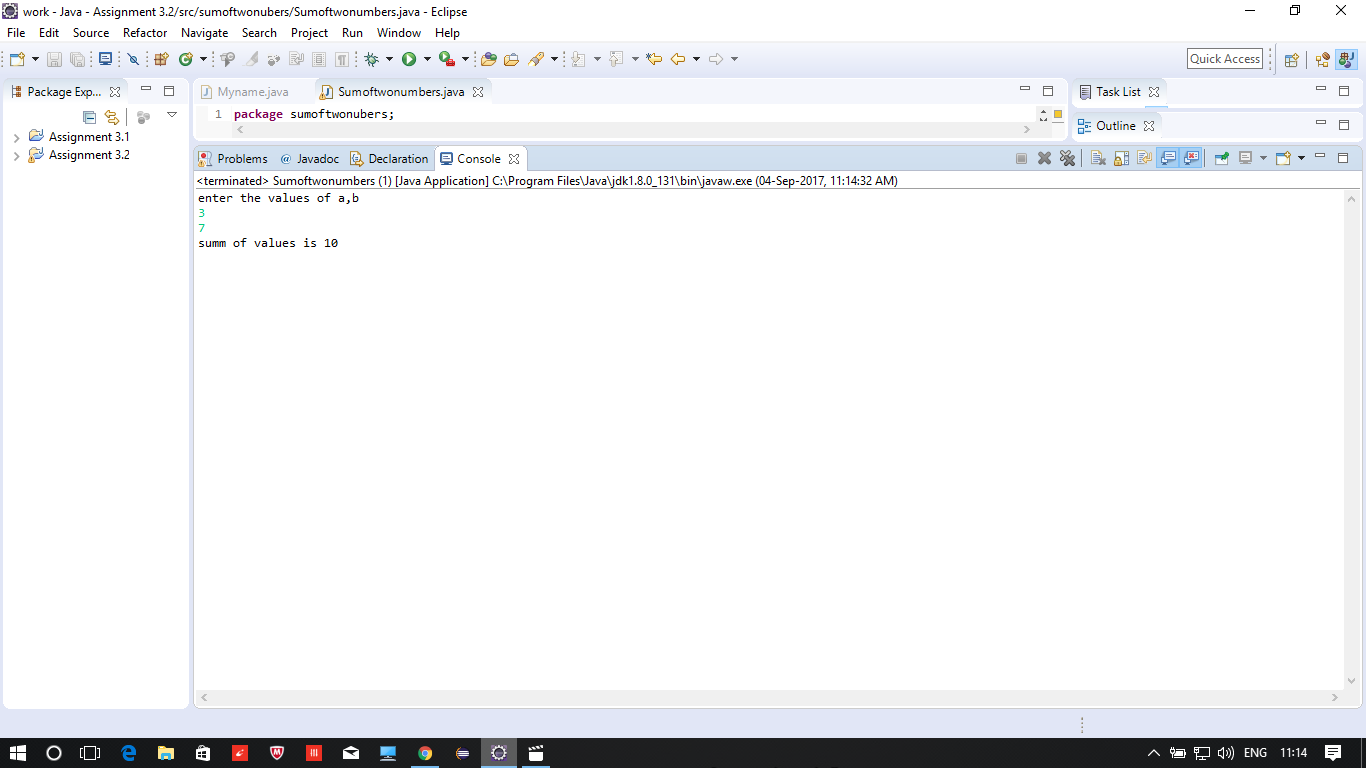 work - Java - Assignment 3.2/src/sumoftwonubers/Sumoftwonumbers.java - Eclipse
File Edit Source Refactor Navigate Search Project Run Window Help
Quick Access
Package Exp...
Myname.java
Sumoftwonumbers.java
Task List
Assignment 3.1
Assignment 3.2
1 package sumoftwonubers;
Outline
Problems @ Javadoc Declaration Console
<terminated> Sumoftwonumbers (1) [Java Application] C:\Program Files\Java\jdk1.8.0_131\bin\javaw.exe (04-Sep-2017, 11:14:32 AM)
enter the values of a,b
3
7
summ of values is 10
ENG 11:14